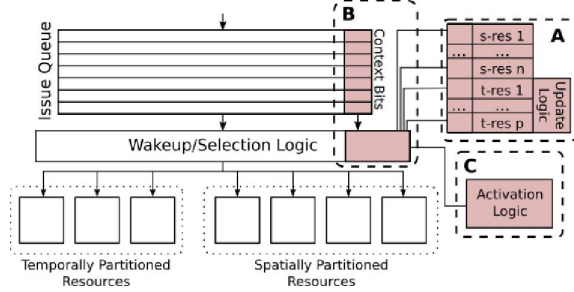 B
Issue Queue
Context Bits
A
s-res 1
... ...
s-res n
t-res 1
... ...
t-res p
Update
Logic
Wakeup/Selection Logic
C
Activation
Logic
Temporally Partitioned
Resources
Spatially Partitioned
Resources